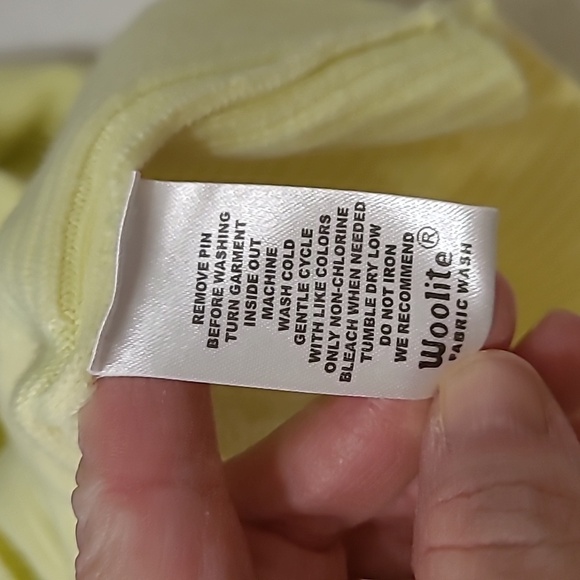 REMOVE PIN
BEFORE WASHING
TURN GARMENT
INSIDE OUT
MACHINE
WASH COLD
GENTLE CYCLE
WITH LIKE COLORS
ONLY NON-CHLORINE
BLEACH WHEN NEEDED
TUMBLE DRY LOW
DO NOT IRON
WE RECOMMEND
Woolite®
FABRIC WASH